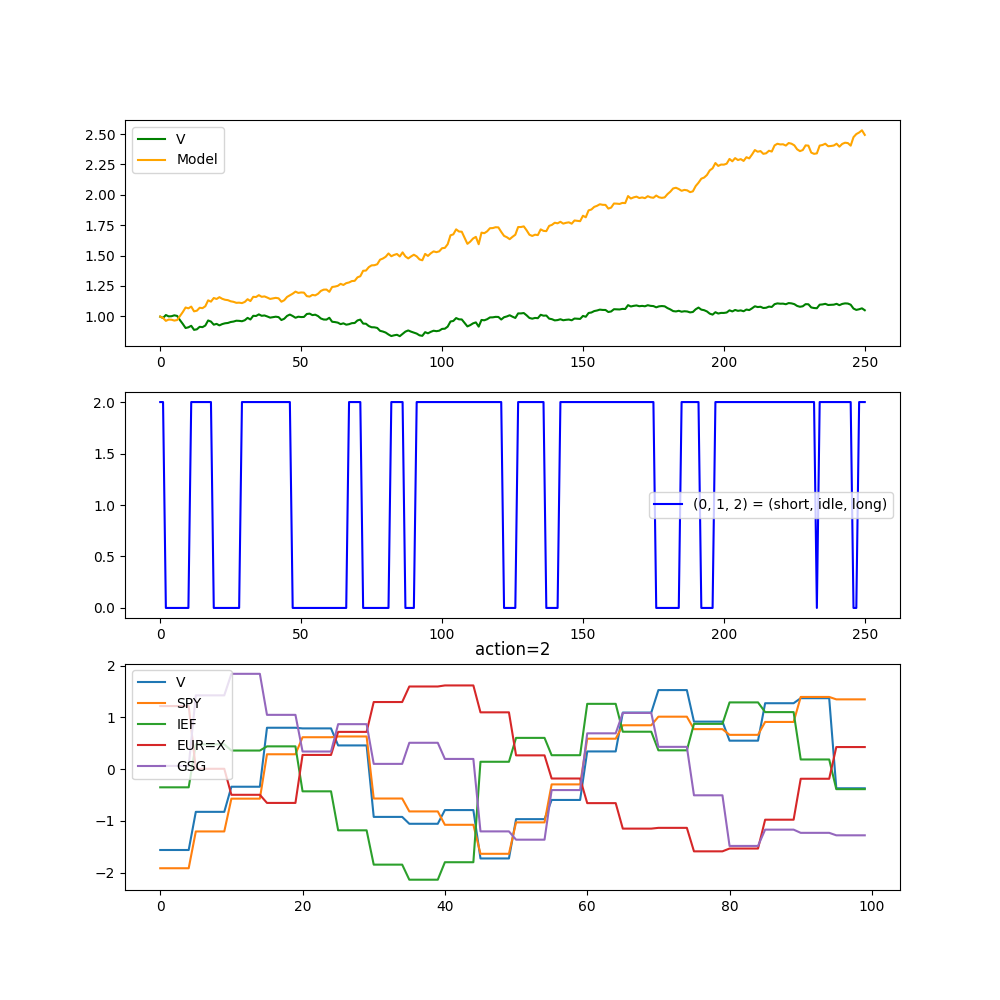 2.50
2.25
2.00
1.75
1.50
1.25
1.00
V
Model
0 50 100 150 200 250
2.0
1.5
1.0
0.5
0.0
(0, 1, 2) = (short, idle, long)
0 50 100 150 200 250
action=2
2
1
0
−1
−2
V
SPY
IEF
EUR=X
GSG
0 20 40 60 80 100